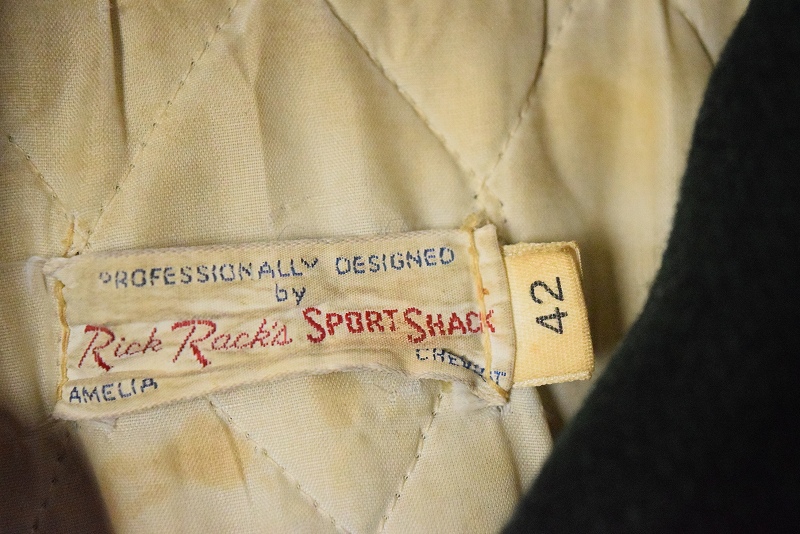 PROFESSIONALLY DESIGNED
by
Rick Rack's SPORT SHACK
AMELIA
42